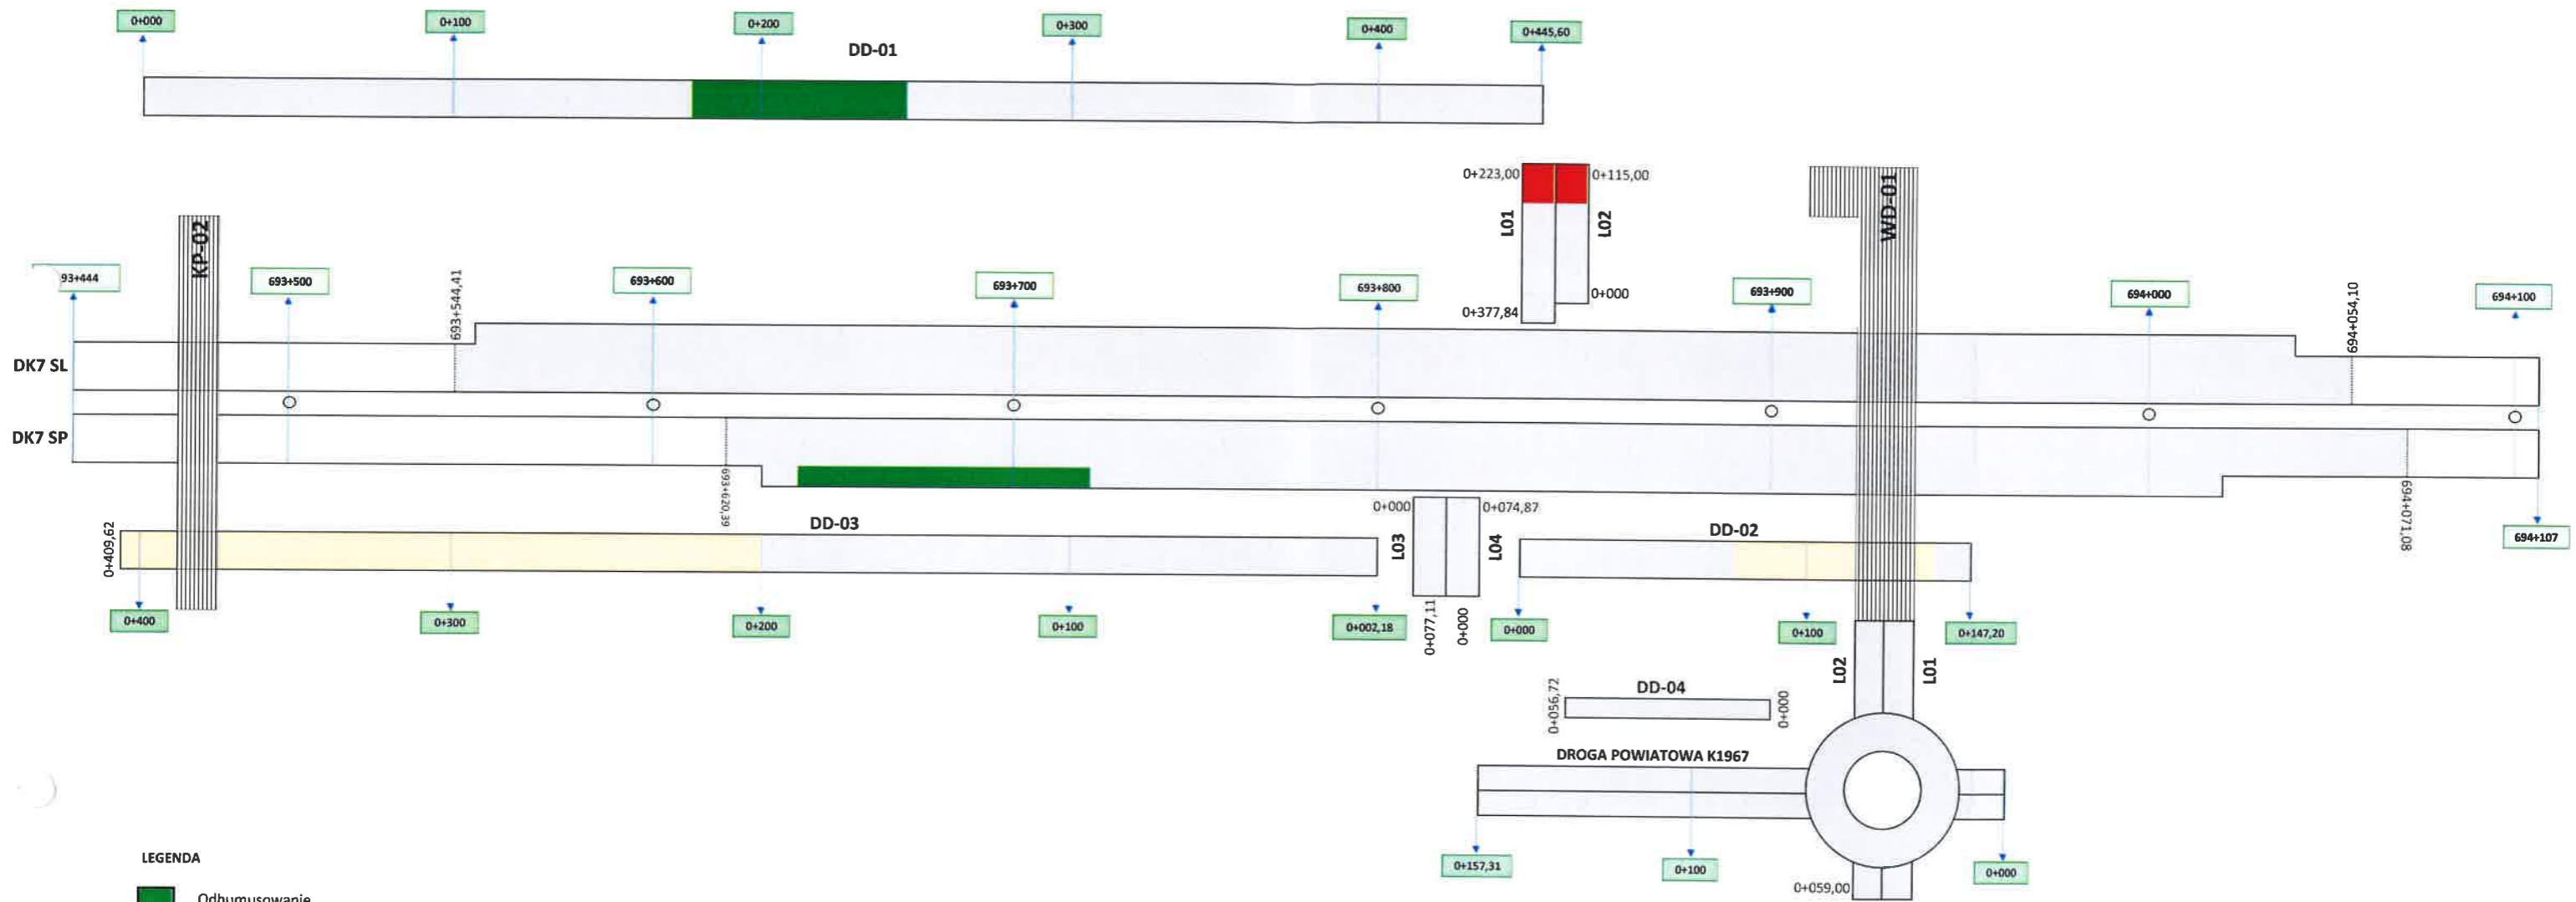 0+000
0+100
0+200
0+300
0+400
0+445,60
DD-01
0+223,00
0+115,00
L01
L02
0+000
0+377,84
KP-02
WD-01
93+444
693+500
693+544,41
693+600
693+700
693+800
693+900
694+000
694+054,10
694+100
DK7 SL
DK7 SP
693+620,39
694+071,08
694+107
0+409,62
DD-03
0+400
0+300
0+200
0+100
0+002,18
0+000
0+074,87
L03
L04
0+077,11
0+000
DD-02
0+000
0+100
0+147,20
L02
L01
DD-04
0+056,72
0+000
DROGA POWIATOWA K1967
0+157,31
0+100
0+000
0+059,00
LEGENDA
Odhumusowanie